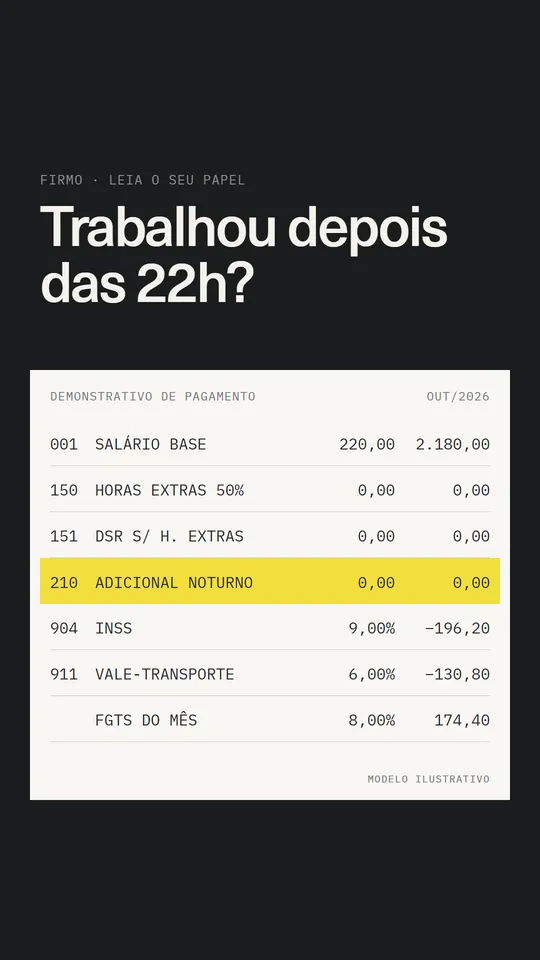 FIRMO · LEIA O SEU PAPEL
Trabalhou depois
das 22h?
DEMONSTRATIVO DE PAGAMENTO OUT/2026
001 SALÁRIO BASE 220,00 2.180,00
150 HORAS EXTRAS 50% 0,00 0,00
151 DSR S/ H. EXTRAS 0,00 0,00
210 ADICIONAL NOTURNO 0,00 0,00
904 INSS 9,00% −196,20
911 VALE-TRANSPORTE 6,00% −130,80
FGTS DO MÊS 8,00% 174,40
MODELO ILUSTRATIVO